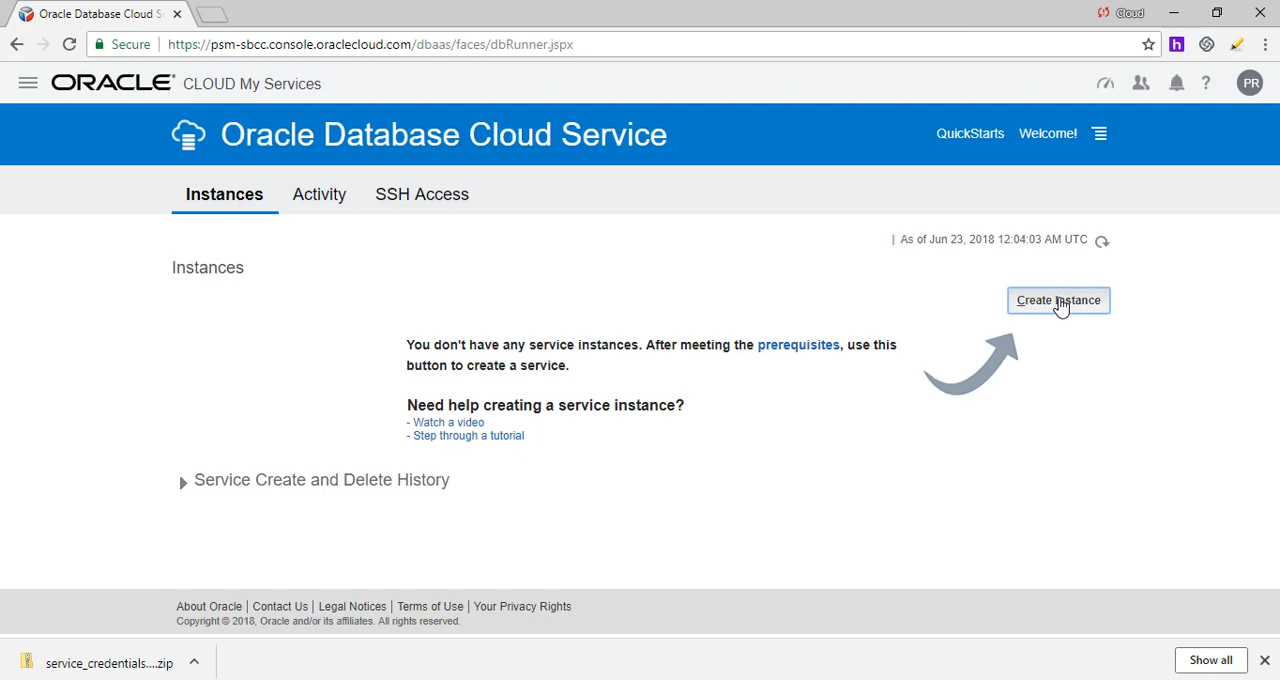 Oracle Database Cloud S
Cloud
Secure
https://psm-sbcc.console.oraclecloud.com/dbaas/faces/dbRunner.jspx
h
ORACLE® CLOUD My Services
? PR
Oracle Database Cloud Service
QuickStarts Welcome!
Instances Activity SSH Access
| As of Jun 23, 2018 12:04:03 AM UTC
Instances
Create Instance
You don't have any service instances. After meeting the prerequisites, use this
button to create a service.
Need help creating a service instance?
- Watch a video
- Step through a tutorial
Service Create and Delete History
About Oracle | Contact Us | Legal Notices | Terms of Use | Your Privacy Rights
Copyright © 2018, Oracle and/or its affiliates. All rights reserved.
service_credentials....zip
Show all